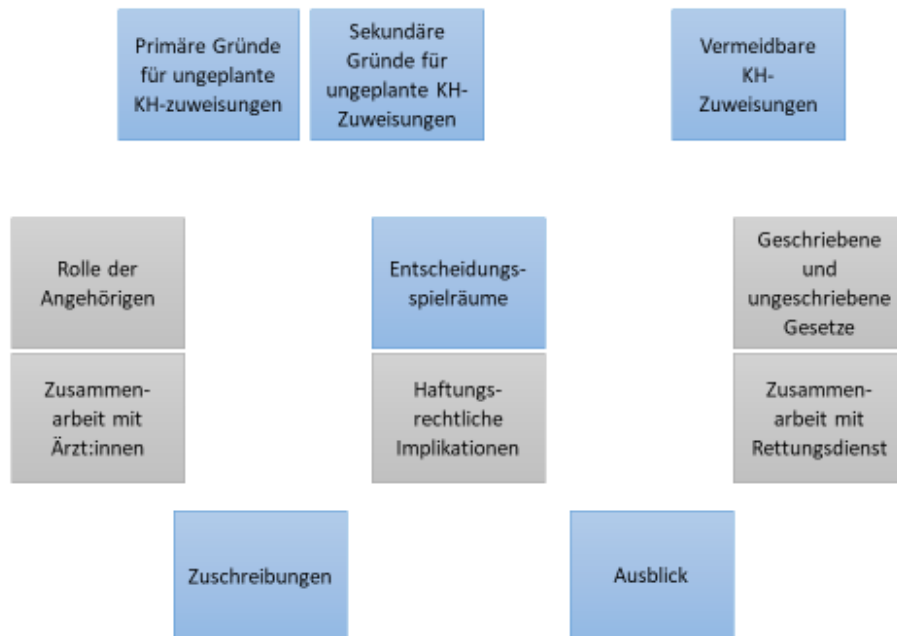 Primäre Gründe
für ungeplante
KH-zuweisungen
Sekundäre
Gründe für
ungeplante KH-
Zuweisungen
Vermeidbare
KH-
Zuweisungen
Rolle der
Angehörigen
Entscheidungs-
spielräume
Geschriebene
und
ungeschriebene
Gesetze
Zusammen-
arbeit mit
Ärzt:innen
Haftungs-
rechtliche
Implikationen
Zusammen-
arbeit mit
Rettungsdienst
Zuschreibungen
Ausblick